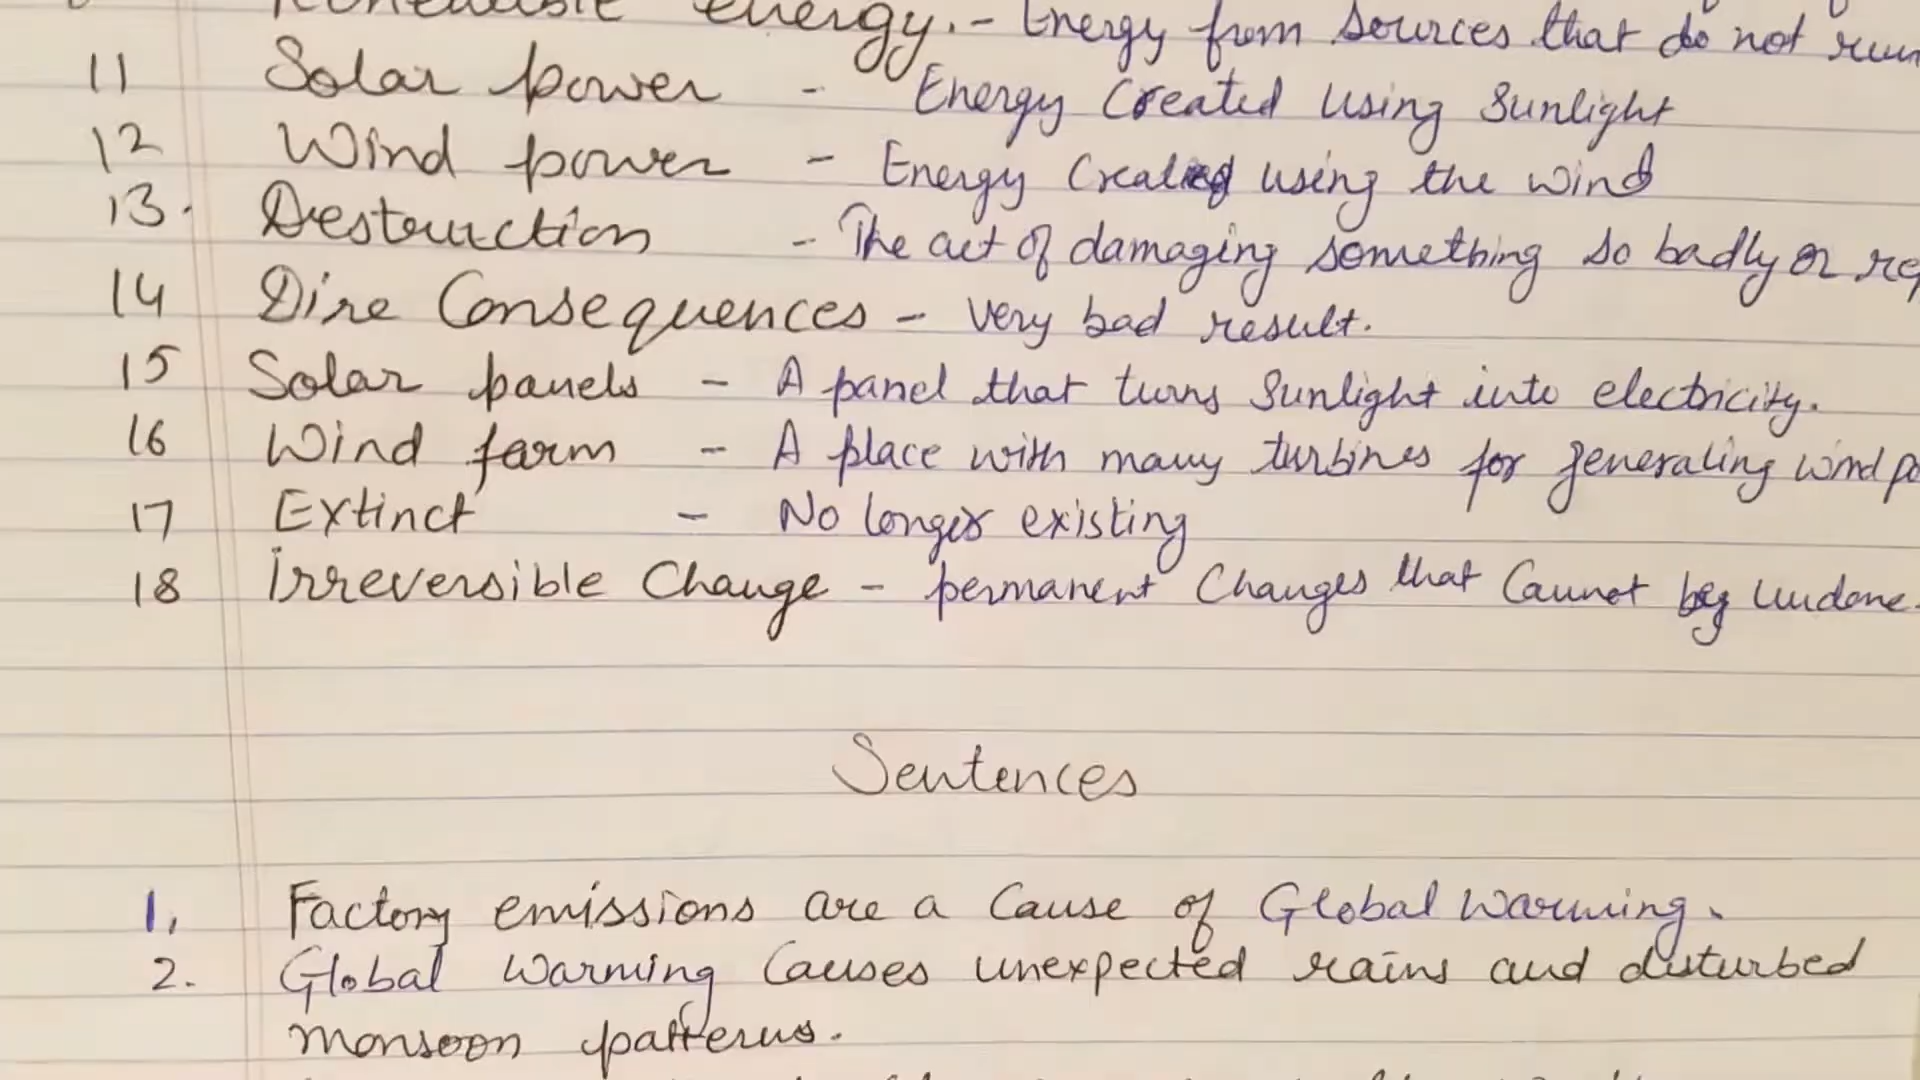 Renewable energy. - Energy from sources that do not run
11 Solar power - Energy Created using Sunlight
12 Wind power - Energy Created using the wind
13. Destruction - The act of damaging something so badly or rep
14 Dire Consequences - very bad result.
15 Solar panels - A panel that turns Sunlight into electricity.
16 Wind farm - A place with many turbines for generating wind po
17 Extinct - No longer existing
18 Irreversible Change - permanent Changes that Cannot be undone.
Sentences
1. Factory emissions are a Cause of Global Warming.
2. Global Warming Causes unexpected rains and disturbed
monsoon patterns.